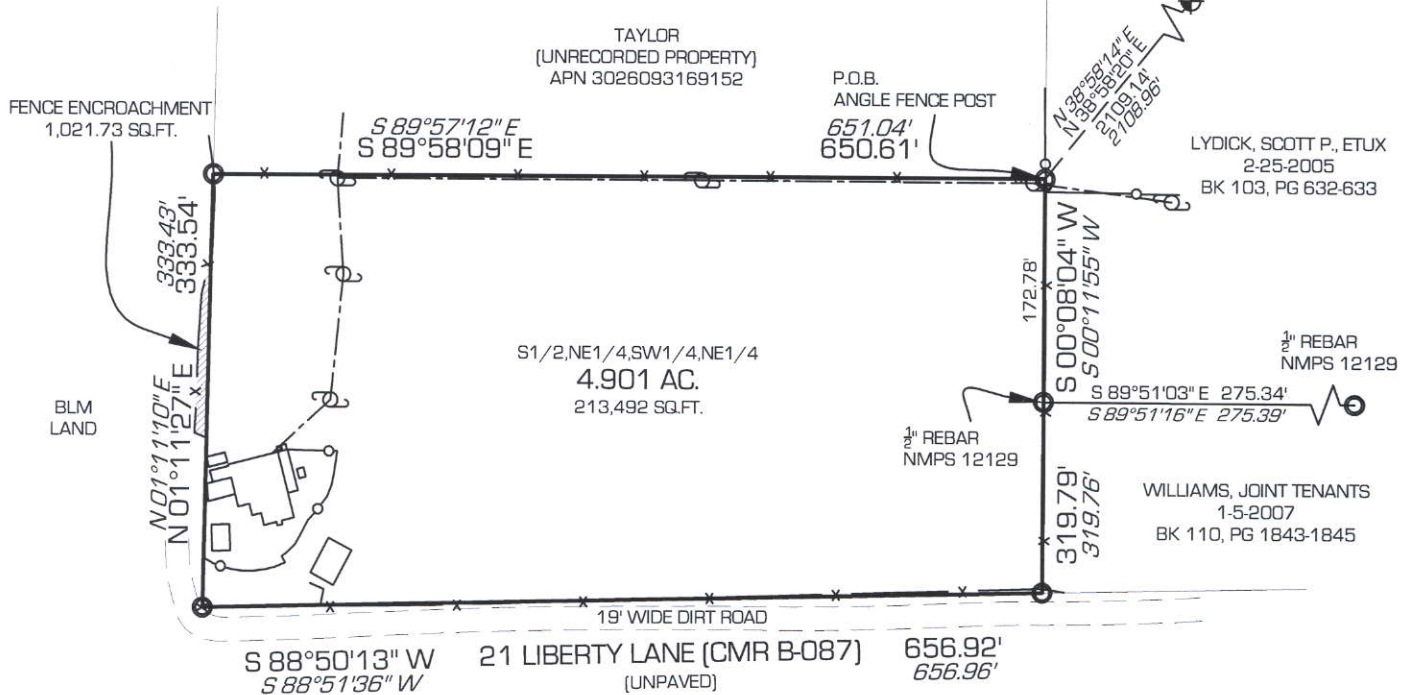 TAYLOR
(UNRECORDED PROPERTY)
APN 3026093169152
P.O.B.
ANGLE FENCE POST
N 38°58'14" E
N 38°58'20" E
2109.14'
2108.96'
FENCE ENCROACHMENT
1,021.73 SQ.FT.
S 89°57'12" E
S 89°58'09" E
651.04'
650.61'
LYDICK, SCOTT P., ETUX
2-25-2005
BK 103, PG 632-633
333.43'
333.54'
172.78'
S 00°08'04" W
S 00°11'55" W
S1/2,NE1/4,SW1/4,NE1/4
4.901 AC.
213,492 SQ.FT.
1/2" REBAR
NMPS 12129
S 89°51'03" E 275.34'
S 89°51'16" E 275.39'
BLM
LAND
N 01°11'10" E
N 01°11'27" E
1/2" REBAR
NMPS 12129
319.79'
319.76'
WILLIAMS, JOINT TENANTS
1-5-2007
BK 110, PG 1843-1845
19' WIDE DIRT ROAD
S 88°50'13" W
S 88°51'36" W
21 LIBERTY LANE (CMR B-087)
(UNPAVED)
656.92'
656.96'